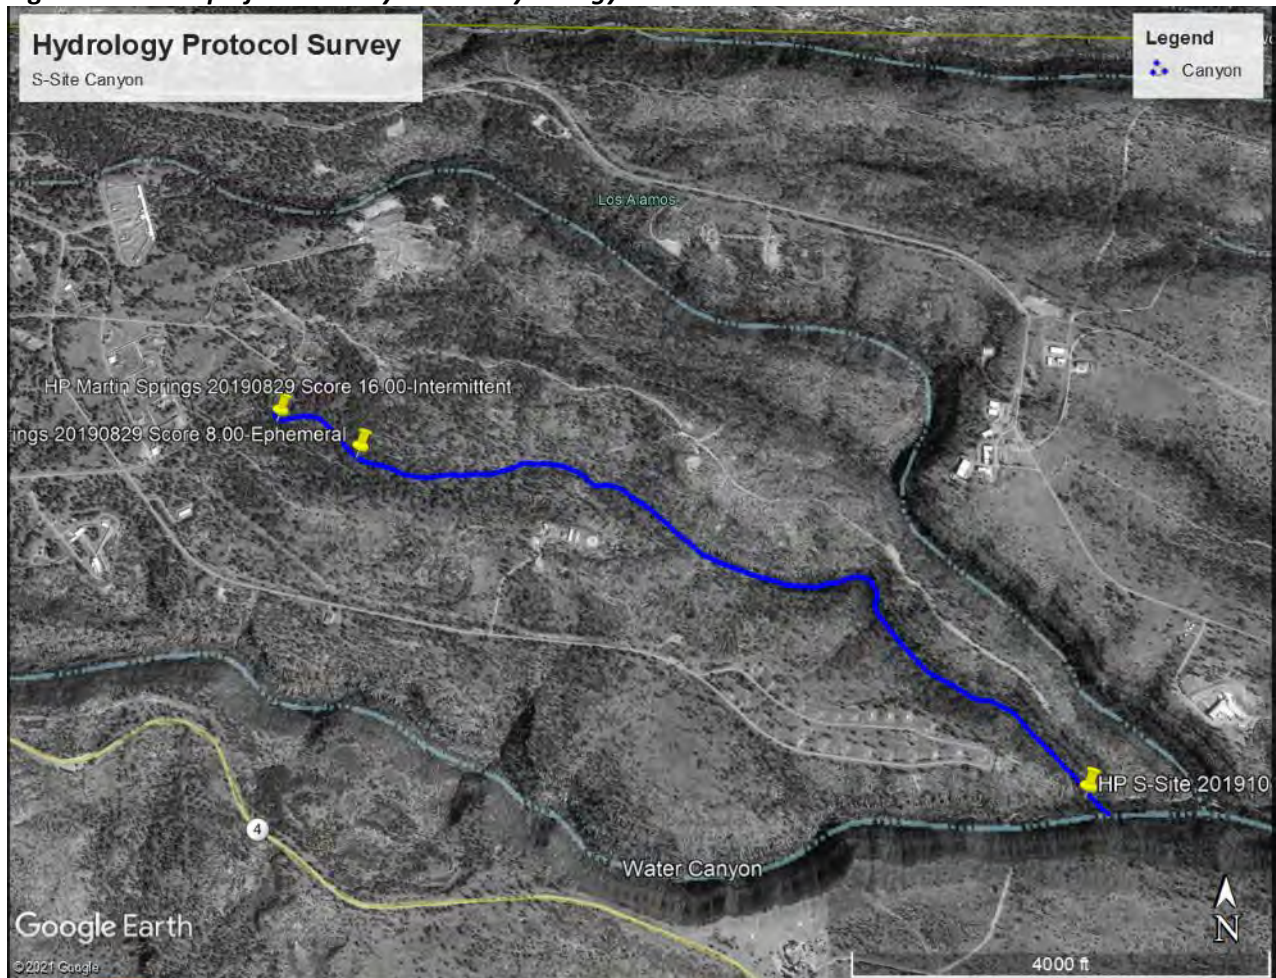 Hydrology Protocol Survey
S-Site Canyon
Legend
Canyon
Los Alamos
HP Martin Springs 20190829 Score 16.00-Intermittent
20190829 Score 8.00-Ephemeral
HP S-Site 201910
4
Water Canyon
N
Google Earth
©2021 Google
4000 ft